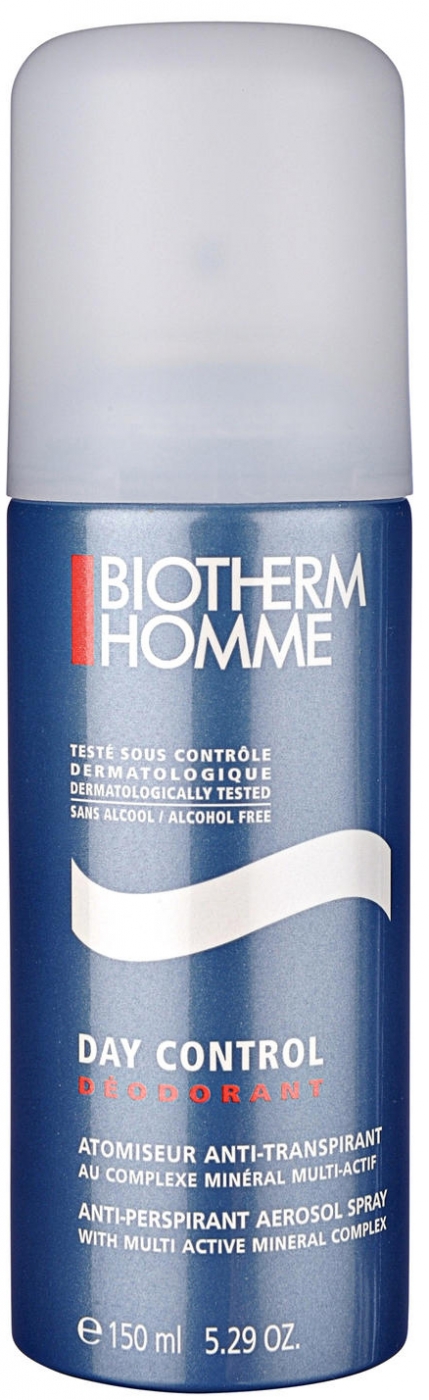 BIOTHERM
HOMME
TESTÉ SOUS CONTRÔLE
DERMATOLOGIQUE
DERMATOLOGICALLY TESTED
SANS ALCOOL / ALCOHOL FREE
DAY CONTROL
DÉODORANT
ATOMISEUR ANTI-TRANSPIRANT
AU COMPLEXE MINÉRAL MULTI-ACTIF
ANTI-PERSPIRANT AEROSOL SPRAY
WITH MULTI ACTIVE MINERAL COMPLEX
℮ 150 ml 5.29 OZ.